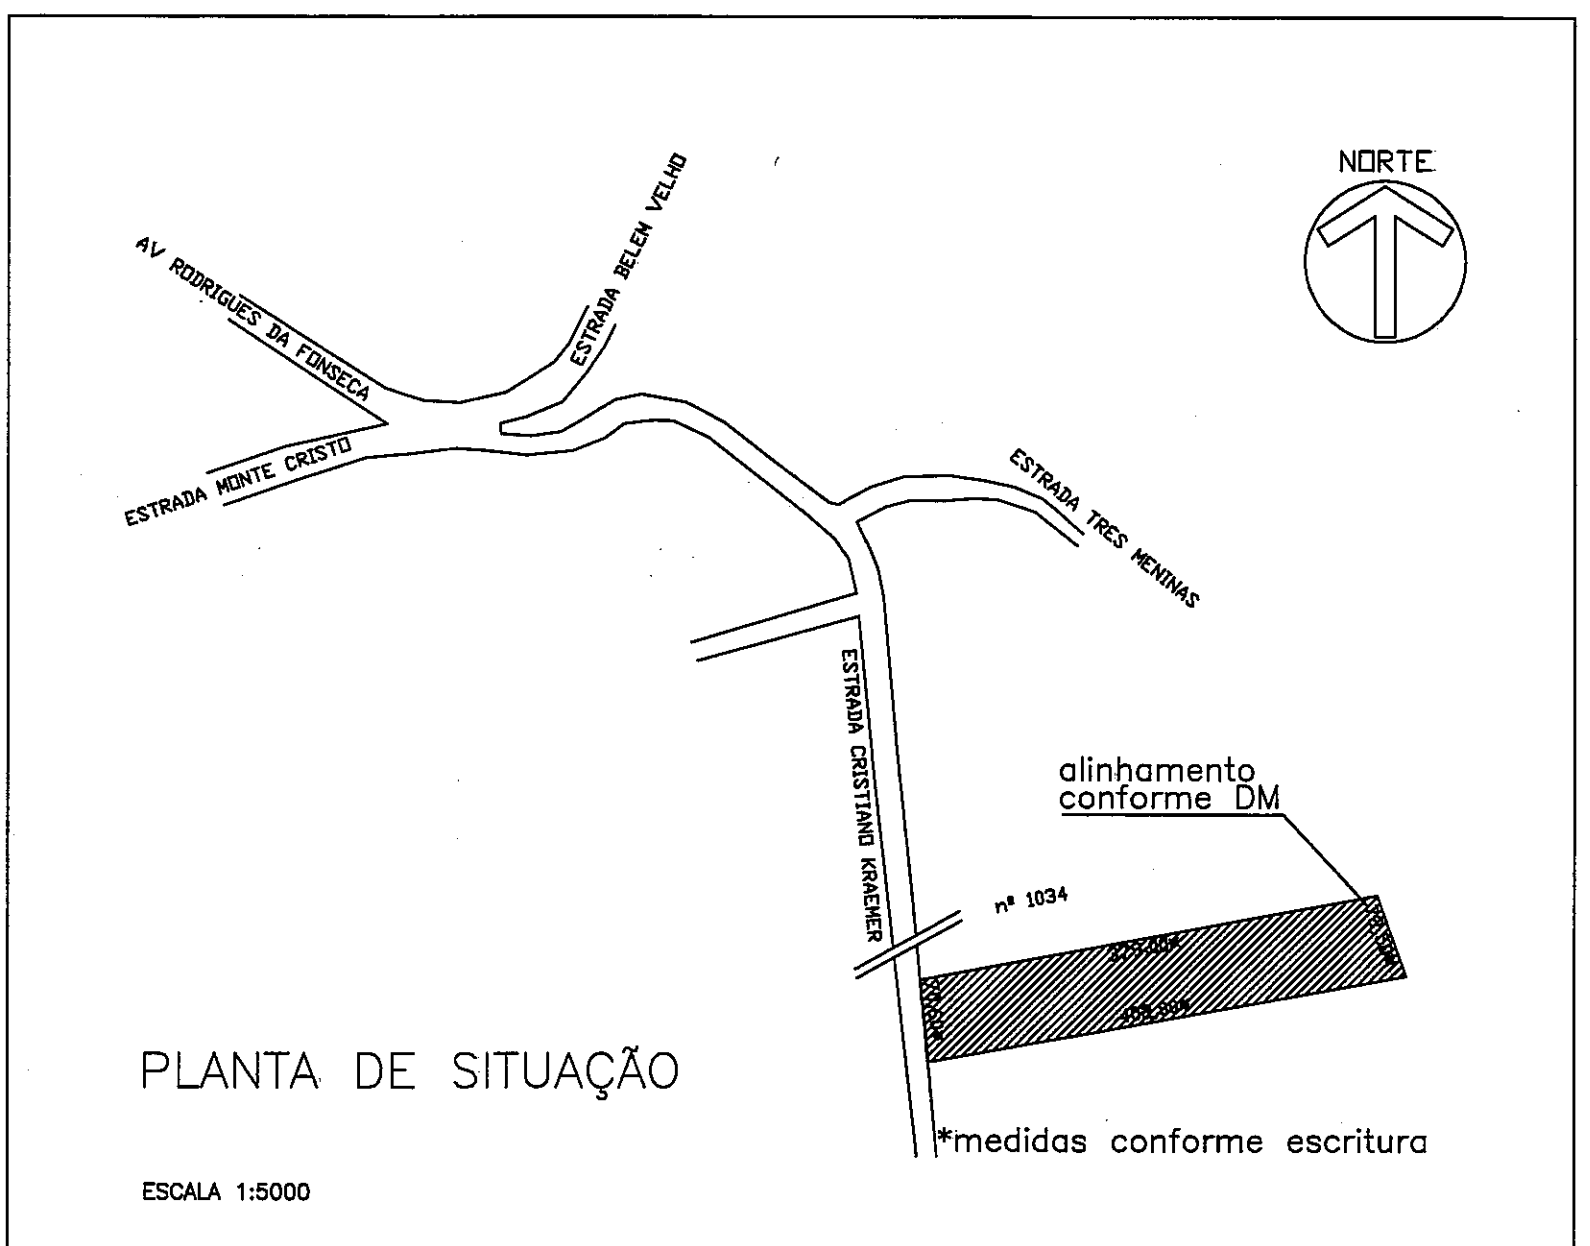 NORTE
ESTRADA BELEM VELHO
AV RODRIGUES DA FONSECA
ESTRADA MONTE CRISTO
ESTRADA TRES MENINAS
ESTRADA CRISTIANO KRAEMER
alinhamento
conforme DM
nº 1034
PLANTA DE SITUAÇÃO
*medidas conforme escritura
ESCALA 1:5000